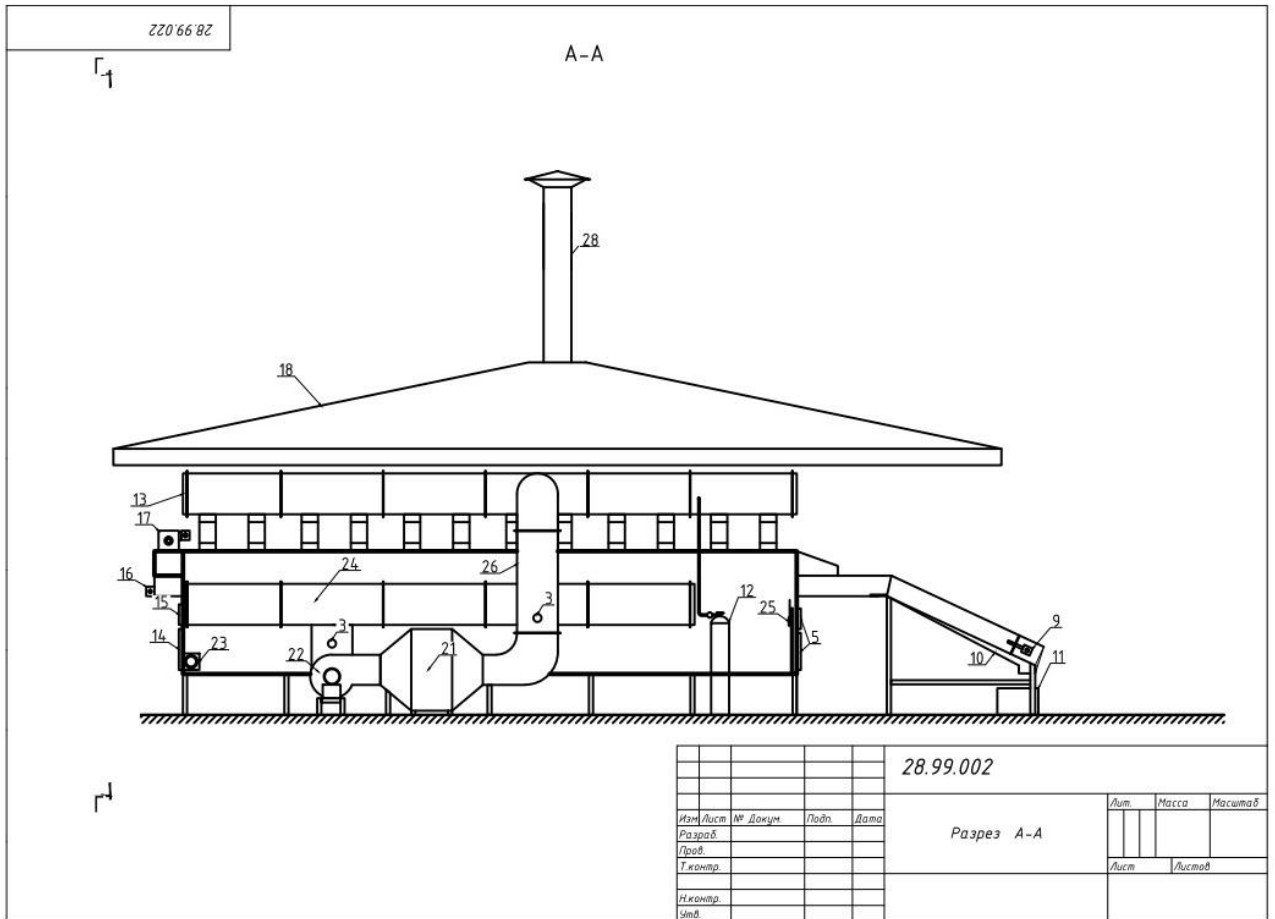 28.99.022
Г
А-А
28
18
13
17
16
24
26
3
12
25
15
14
3
5
23
22
21
9
10
11
Г
28.99.002
Лит.
Масса
Масштаб
Изм
Лист
№ Докум.
Подп.
Дата
Разраб.
Разрез А-А
Пров.
Т.контр.
Лист
Листов
Н.контр.
Утв.